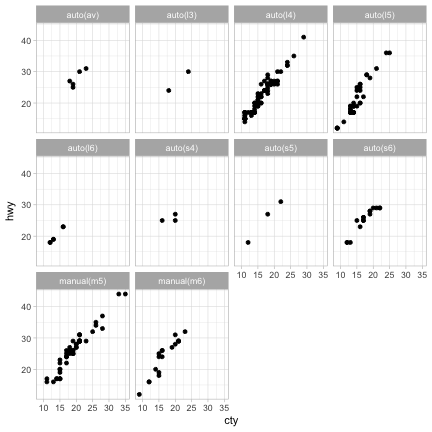 auto(av) auto(l3) auto(l4) auto(l5)
40
30
20
auto(l6) auto(s4) auto(s5) auto(s6)
40
30
20
hwy
manual(m5) manual(m6)
10 15 20 25 30 35 10 15 20 25 30 35
40
30
20
10 15 20 25 30 35 10 15 20 25 30 35
cty